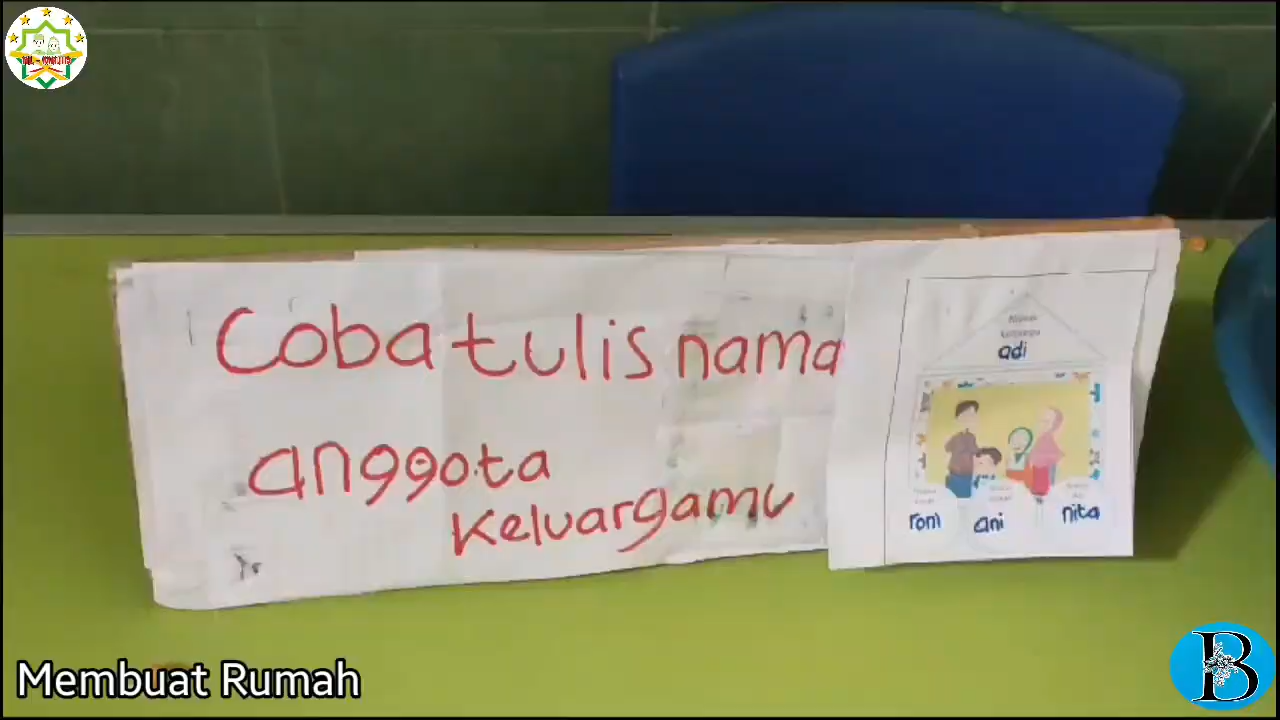 Coba tulis nama
anggota
keluargamu
adi
roni
ani
nita
Membuat Rumah
B